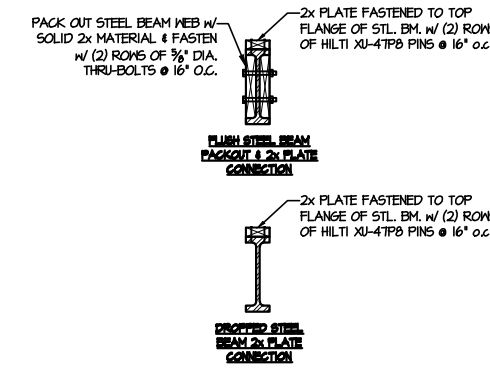 PACK OUT STEEL BEAM WEB W/
SOLID 2x MATERIAL & FASTEN
W/ (2) ROWS OF 5/8" DIA.
THRU-BOLTS @ 16" O.C.
2x PLATE FASTENED TO TOP
FLANGE OF STL. BM. W/ (2) ROW
OF HILTI XU-47P8 PINS @ 16" o.c
FLUSH STEEL BEAM
PACKOUT & 2x PLATE
CONNECTION
2x PLATE FASTENED TO TOP
FLANGE OF STL. BM. W/ (2) ROW
OF HILTI XU-47P8 PINS @ 16" o.c
DROPPED STEEL
BEAM 2x PLATE
CONNECTION